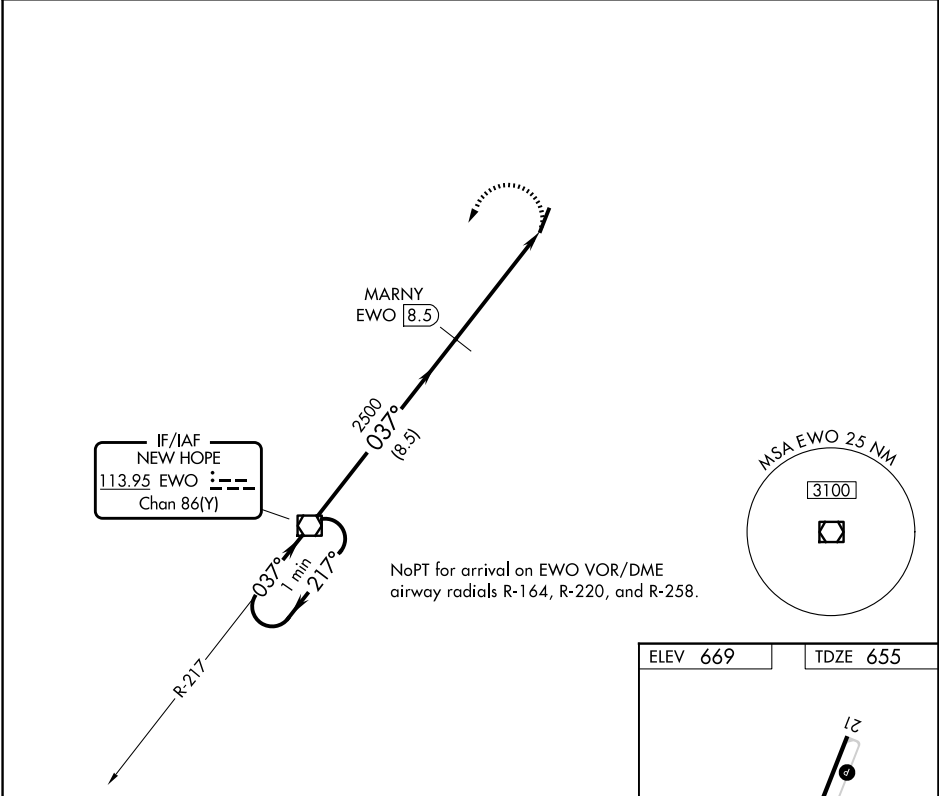 MARNY
EWO 8.5
2500
037°
(8.5)
IF/IAF
NEW HOPE
113.95 EWO
Chan 86(Y)
037°
1 min
217°
R-217
NoPT for arrival on EWO VOR/DME
airway radials R-164, R-220, and R-258.
MSA EWO 25 NM
3100
ELEV 669
TDZE 655
21
P